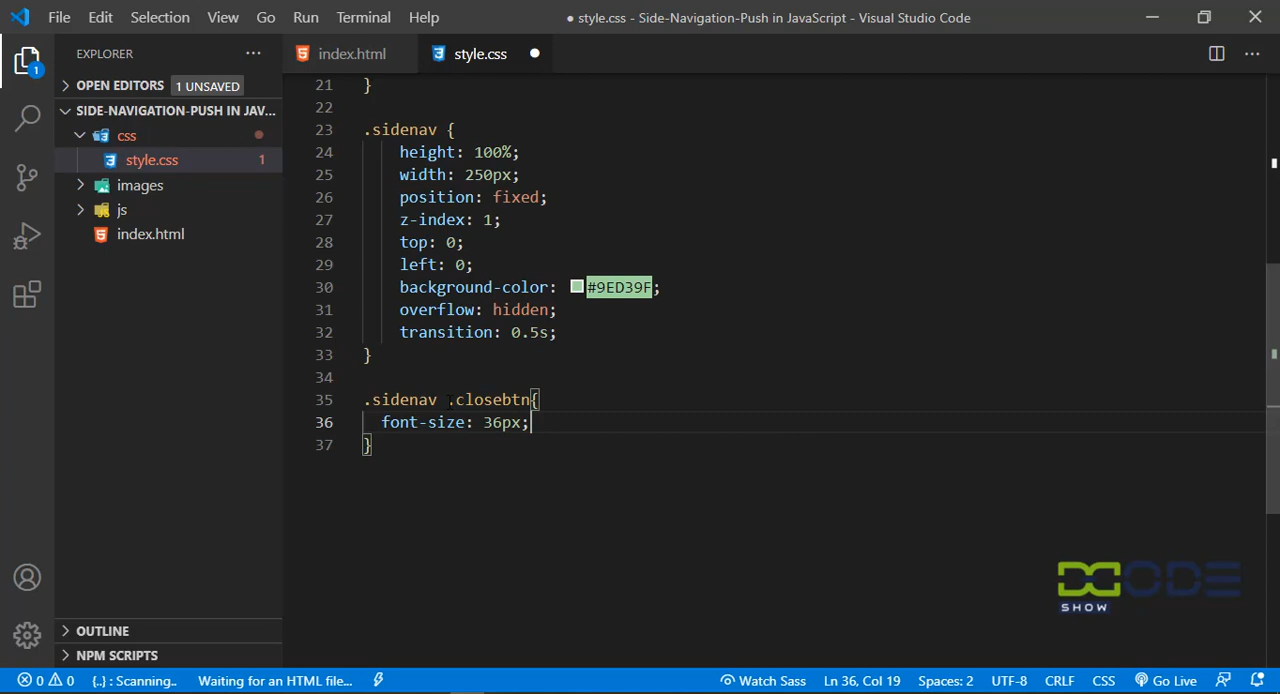 File Edit Selection View Go Run Terminal Help ● style.css - Side-Navigation-Push in JavaScript - Visual Studio Code
EXPLORER
index.html style.css
OPEN EDITORS 1 UNSAVED
SIDE-NAVIGATION-PUSH IN JAV...
css
style.css 1
images
js
index.html
1
21 }
22
23 .sidenav {
24 height: 100%;
25 width: 250px;
26 position: fixed;
27 z-index: 1;
28 top: 0;
29 left: 0;
30 background-color: #9ED39F;
31 overflow: hidden;
32 transition: 0.5s;
33 }
34
35 .sidenav .closebtn{
36 font-size: 36px;
37 }
DCODE
SHOW
OUTLINE
NPM SCRIPTS
0 0 {..} : Scanning.. Waiting for an HTML file... Watch Sass Ln 36, Col 19 Spaces: 2 UTF-8 CRLF CSS Go Live